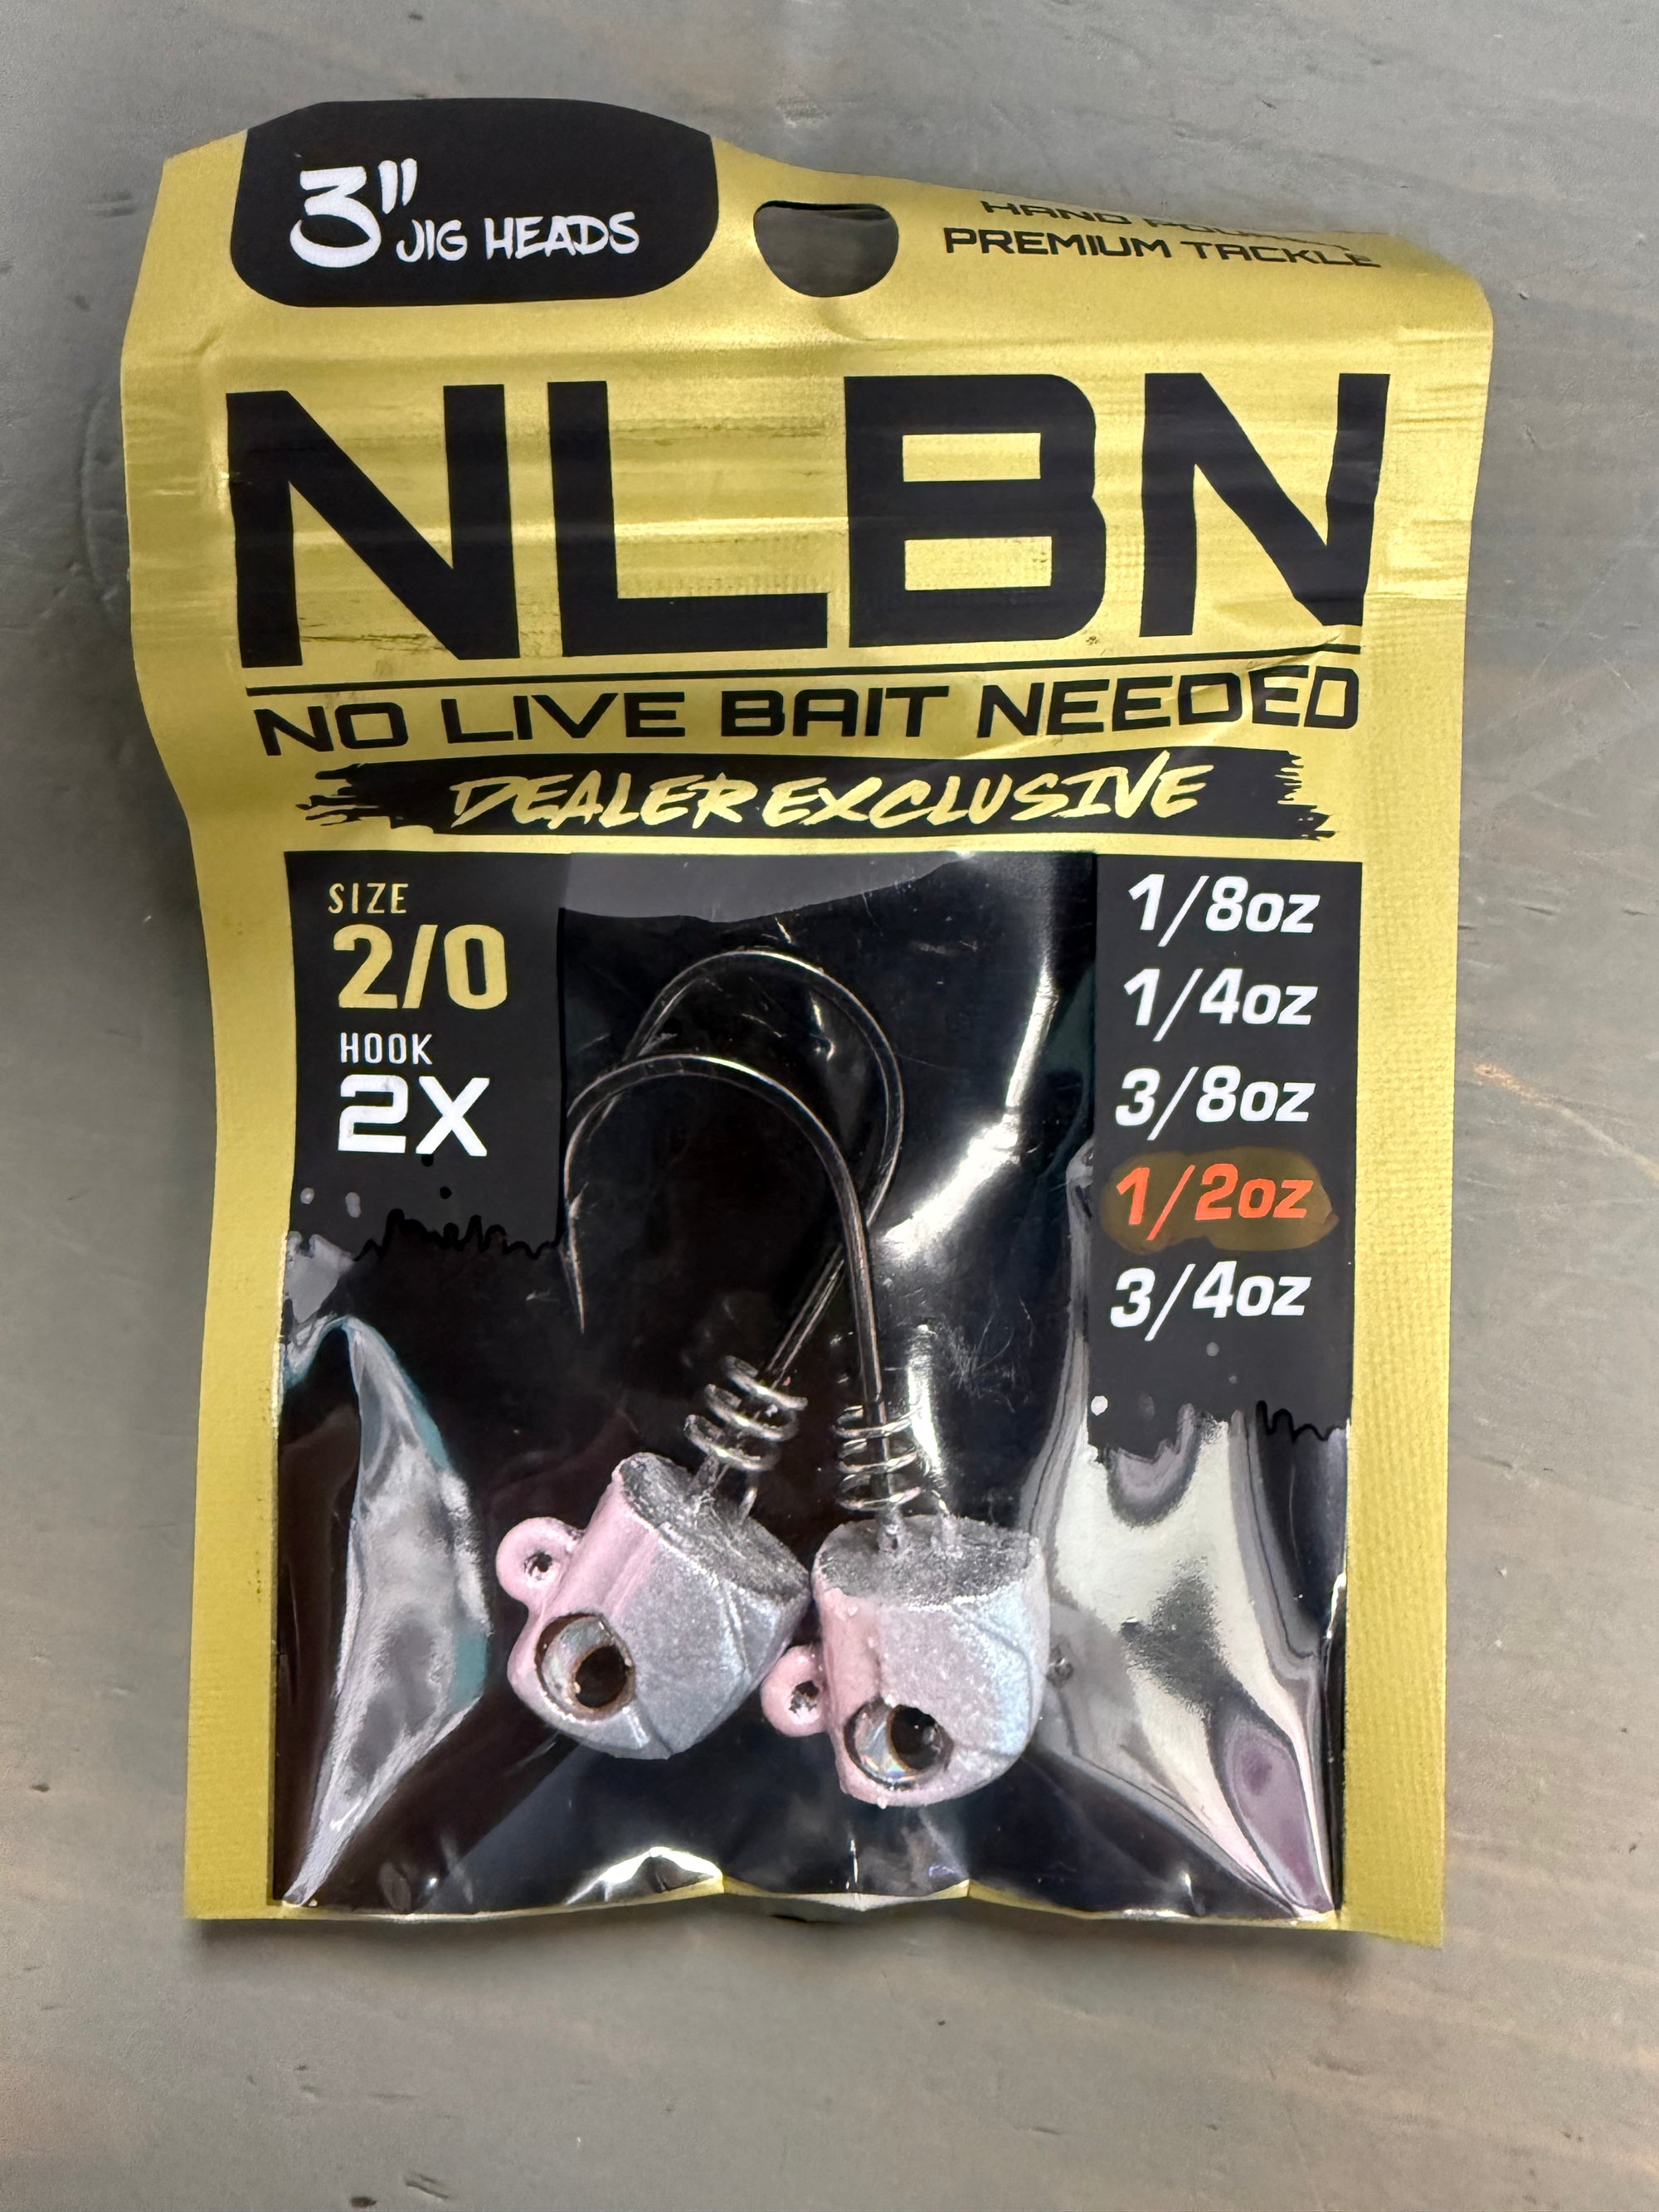 3" JIG HEADS
HAND POURED
PREMIUM TACKLE
NLBN
NO LIVE BAIT NEEDED
DEALER EXCLUSIVE
SIZE
2/0
HOOK
2X
1/8oz
1/4oz
3/8oz
1/2oz
3/4oz